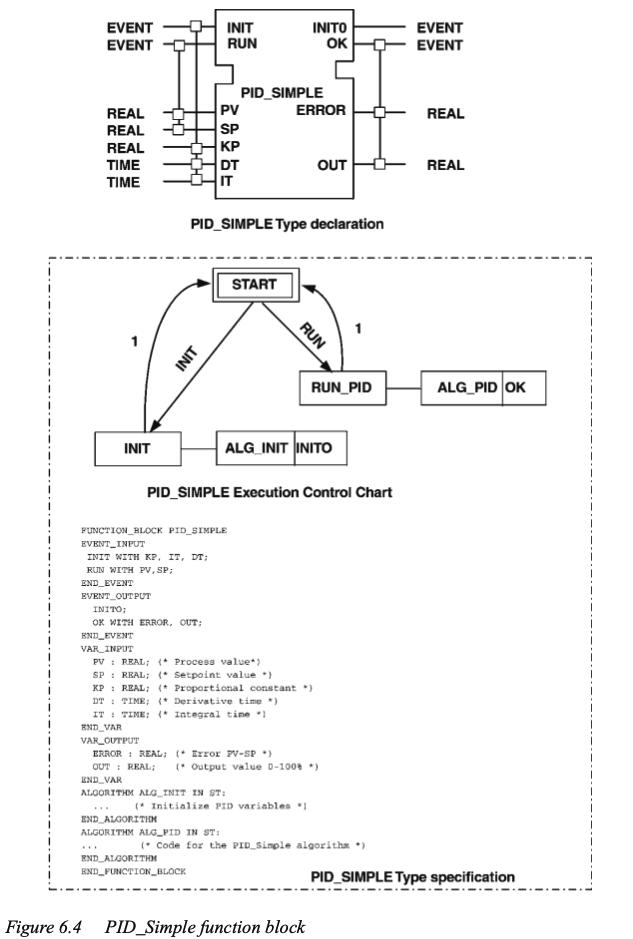 EVENT INIT INIT0 EVENT
EVENT RUN OK EVENT
PID_SIMPLE
REAL PV ERROR REAL
REAL SP
REAL KP
TIME DT OUT REAL
TIME IT
PID_SIMPLE Type declaration
START
1 INIT RUN 1
RUN_PID ALG_PID OK
INIT ALG_INIT INITO
PID_SIMPLE Execution Control Chart
FUNCTION_BLOCK PID_SIMPLE
EVENT_INPUT
INIT WITH KP, IT, DT;
RUN WITH PV,SP;
END_EVENT
EVENT_OUTPUT
INITO;
OK WITH ERROR, OUT;
END_EVENT
VAR_INPUT
PV : REAL; (* Process value*)
SP : REAL; (* Setpoint value *)
KP : REAL; (* Proportional constant *)
DT : TIME; (* Derivative time *)
IT : TIME; (* Integral time *)
END_VAR
VAR_OUTPUT
ERROR : REAL; (* Error PV-SP *)
OUT : REAL; (* Output value 0-100% *)
END_VAR
ALGORITHM ALG_INIT IN ST:
... (* Initialize PID variables *)
END_ALGORITHM
ALGORITHM ALG_PID IN ST:
... (* Code for the PID_Simple algorithm *)
END_ALGORITHM
END_FUNCTION_BLOCK
PID_SIMPLE Type specification
Figure 6.4 PID_Simple function block